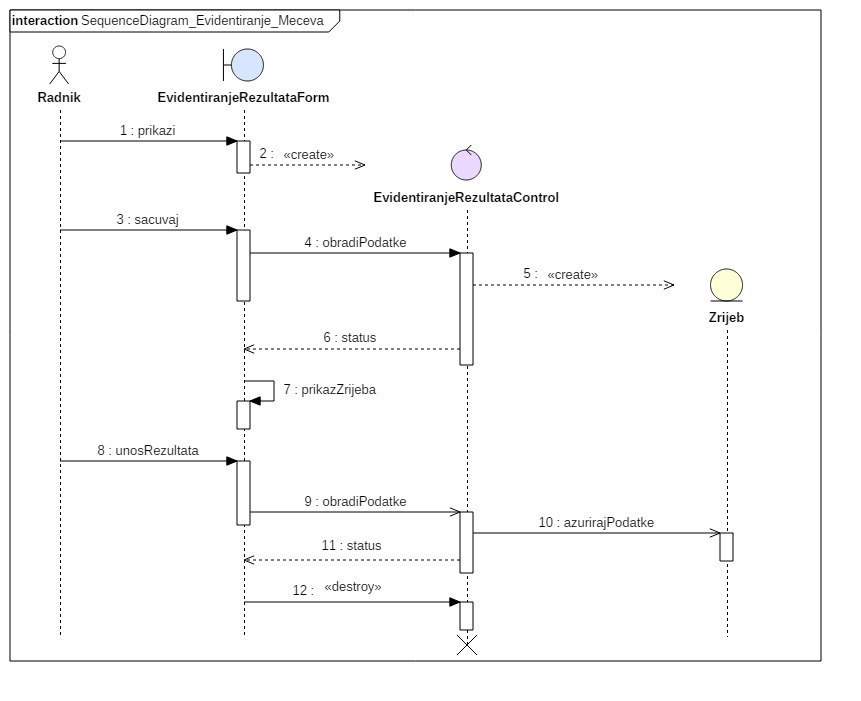 interaction SequenceDiagram_Evidentiranje_Meceva
Radnik
EvidentiranjeRezultataForm
1 : prikazi
2 : «create»
EvidentiranjeRezultataControl
3 : sacuvaj
4 : obradiPodatke
5 : «create»
Zrijeb
6 : status
7 : prikazZrijeba
8 : unosRezultata
9 : obradiPodatke
10 : azurirajPodatke
11 : status
12 : «destroy»